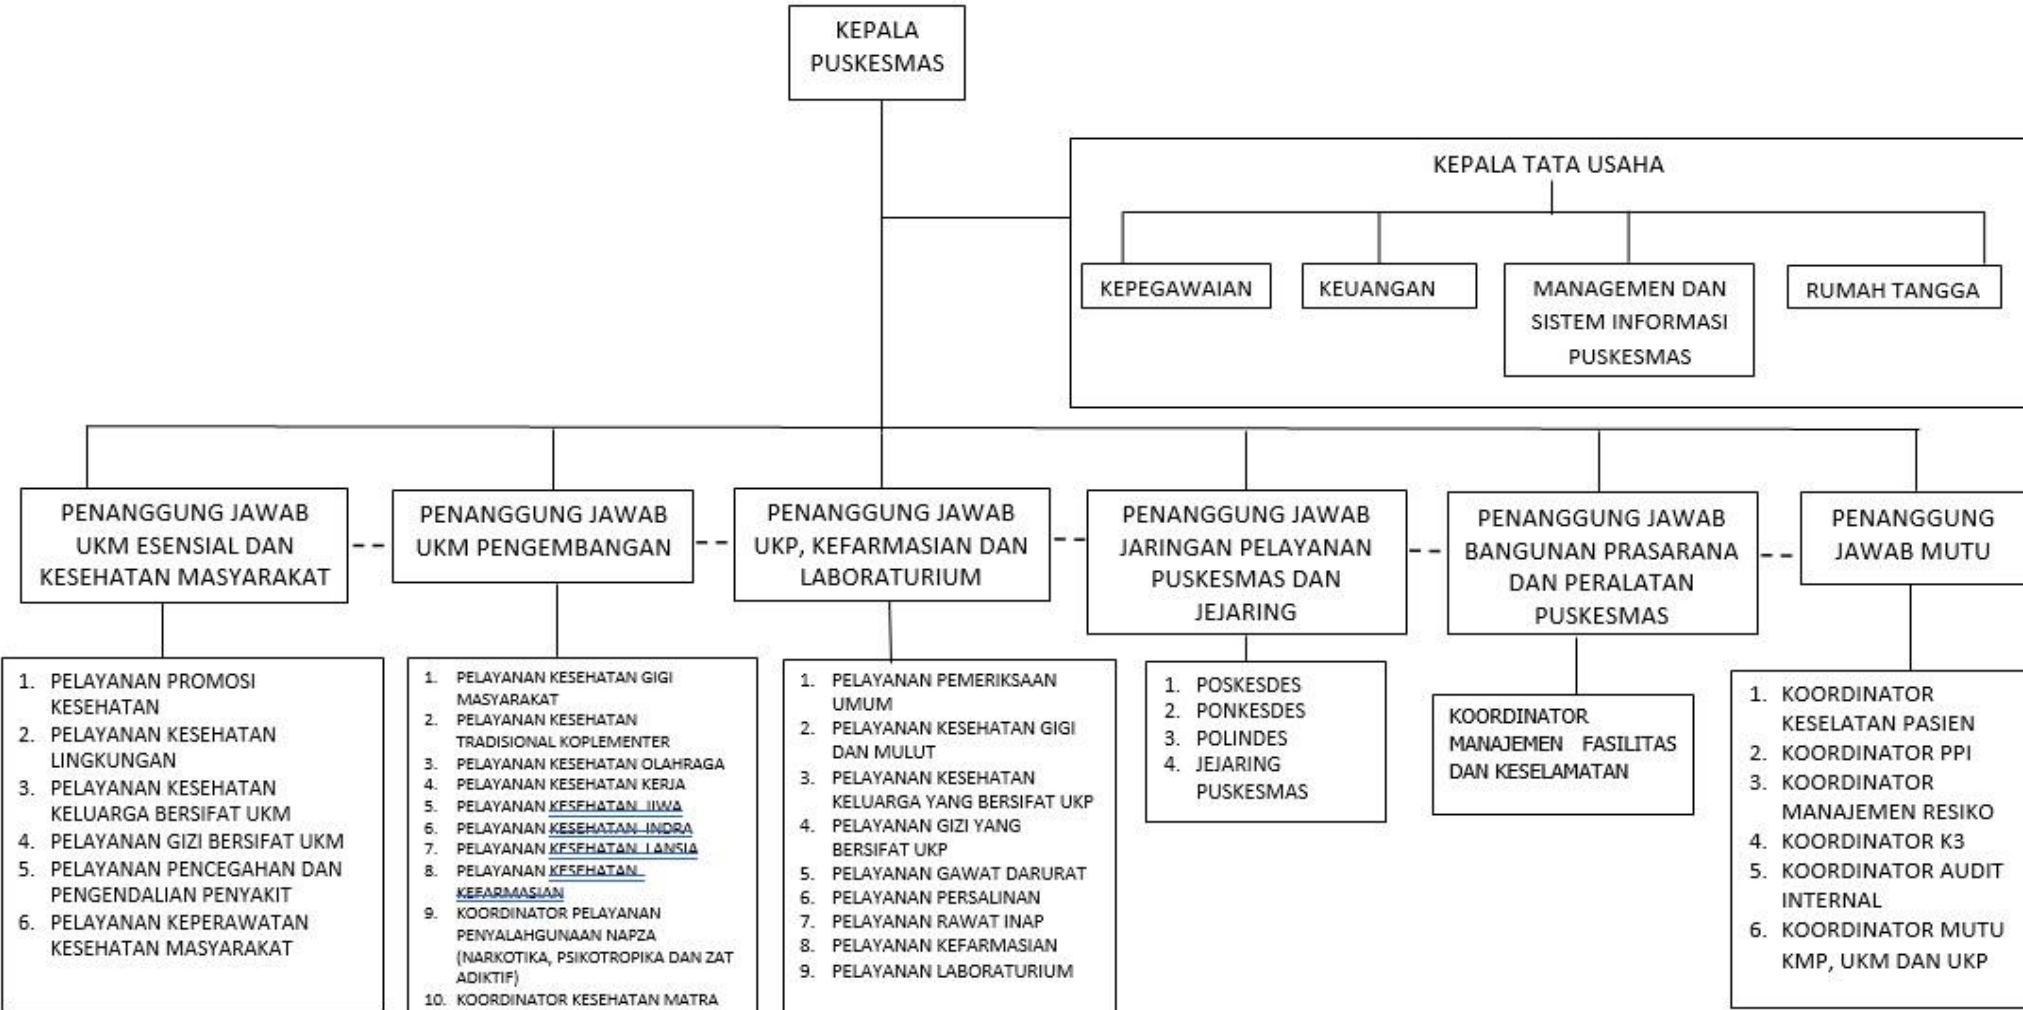 KEPALA
PUSKESMAS
KEPALA TATA USAHA
KEPEGAWAIAN
KEUANGAN
MANAGEMEN DAN
SISTEM INFORMASI
PUSKESMAS
RUMAH TANGGA
PENANGGUNG JAWAB
UKM ESENSIAL DAN
KESEHATAN MASYARAKAT
PENANGGUNG JAWAB
UKM PENGEMBANGAN
PENANGGUNG JAWAB
UKP, KEFARMASIAN DAN
LABORATURIUM
PENANGGUNG JAWAB
JARINGAN PELAYANAN
PUSKESMAS DAN
JEJARING
PENANGGUNG JAWAB
BANGUNAN PRASARANA
DAN PERALATAN
PUSKESMAS
PENANGGUNG
JAWAB MUTU
1. PELAYANAN PROMOSI
KESEHATAN
2. PELAYANAN KESEHATAN
LINGKUNGAN
3. PELAYANAN KESEHATAN
KELUARGA BERSIFAT UKM
4. PELAYANAN GIZI BERSIFAT UKM
5. PELAYANAN PENCEGAHAN DAN
PENGENDALIAN PENYAKIT
6. PELAYANAN KEPERAWATAN
KESEHATAN MASYARAKAT
1. PELAYANAN KESEHATAN GIGI
MASYARAKAT
2. PELAYANAN KESEHATAN
TRADISIONAL KOPLEMENTER
3. PELAYANAN KESEHATAN OLAHRAGA
4. PELAYANAN KESEHATAN KERJA
5. PELAYANAN KESEHATAN JIWA
6. PELAYANAN KESEHATAN INDRA
7. PELAYANAN KESEHATAN LANSIA
8. PELAYANAN KESEHATAN
KEFARMASIAN
9. KOORDINATOR PELAYANAN
PENYALAHGUNAAN NAPZA
(NARKOTIKA, PSIKOTROPIKA DAN ZAT
ADIKTIF)
10. KOORDINATOR KESEHATAN MATRA
1. PELAYANAN PEMERIKSAAN
UMUM
2. PELAYANAN KESEHATAN GIGI
DAN MULUT
3. PELAYANAN KESEHATAN
KELUARGA YANG BERSIFAT UKP
4. PELAYANAN GIZI YANG
BERSIFAT UKP
5. PELAYANAN GAWAT DARURAT
6. PELAYANAN PERSALINAN
7. PELAYANAN RAWAT INAP
8. PELAYANAN KEFARMASIAN
9. PELAYANAN LABORATURIUM
1. POSKESDES
2. PONKESDES
3. POLINDES
4. JEJARING
PUSKESMAS
KOORDINATOR
MANAJEMEN FASILITAS
DAN KESELAMATAN
1. KOORDINATOR
KESELATAN PASIEN
2. KOORDINATOR PPI
3. KOORDINATOR
MANAJEMEN RESIKO
4. KOORDINATOR K3
5. KOORDINATOR AUDIT
INTERNAL
6. KOORDINATOR MUTU
KMP, UKM DAN UKP